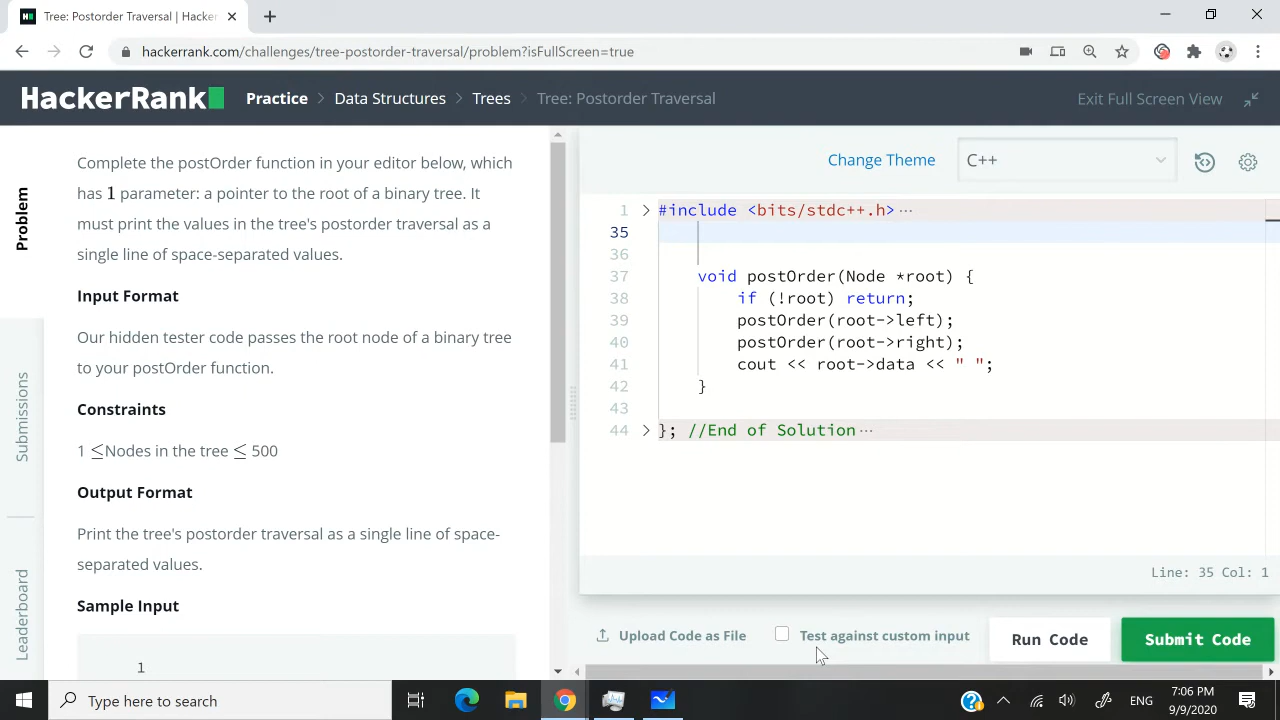 Tree: Postorder Traversal | Hacker
hackerrank.com/challenges/tree-postorder-traversal/problem?isFullScreen=true
HackerRank
Practice > Data Structures > Trees > Tree: Postorder Traversal
Exit Full Screen View
Problem
Submissions
Leaderboard
Complete the postOrder function in your editor below, which
has 1 parameter: a pointer to the root of a binary tree. It
must print the values in the tree's postorder traversal as a
single line of space-separated values.
Input Format
Our hidden tester code passes the root node of a binary tree
to your postOrder function.
Constraints
1 ≤Nodes in the tree ≤ 500
Output Format
Print the tree's postorder traversal as a single line of space-
separated values.
Sample Input
1
Change Theme
C++
1 > #include <bits/stdc++.h>⋯
35
36
37 void postOrder(Node *root) {
38 if (!root) return;
39 postOrder(root->left);
40 postOrder(root->right);
41 cout << root->data << " ";
42 }
43
44 > }; //End of Solution⋯
Line: 35 Col: 1
Upload Code as File
Test against custom input
Run Code
Submit Code
Type here to search
ENG
7:06 PM
9/9/2020